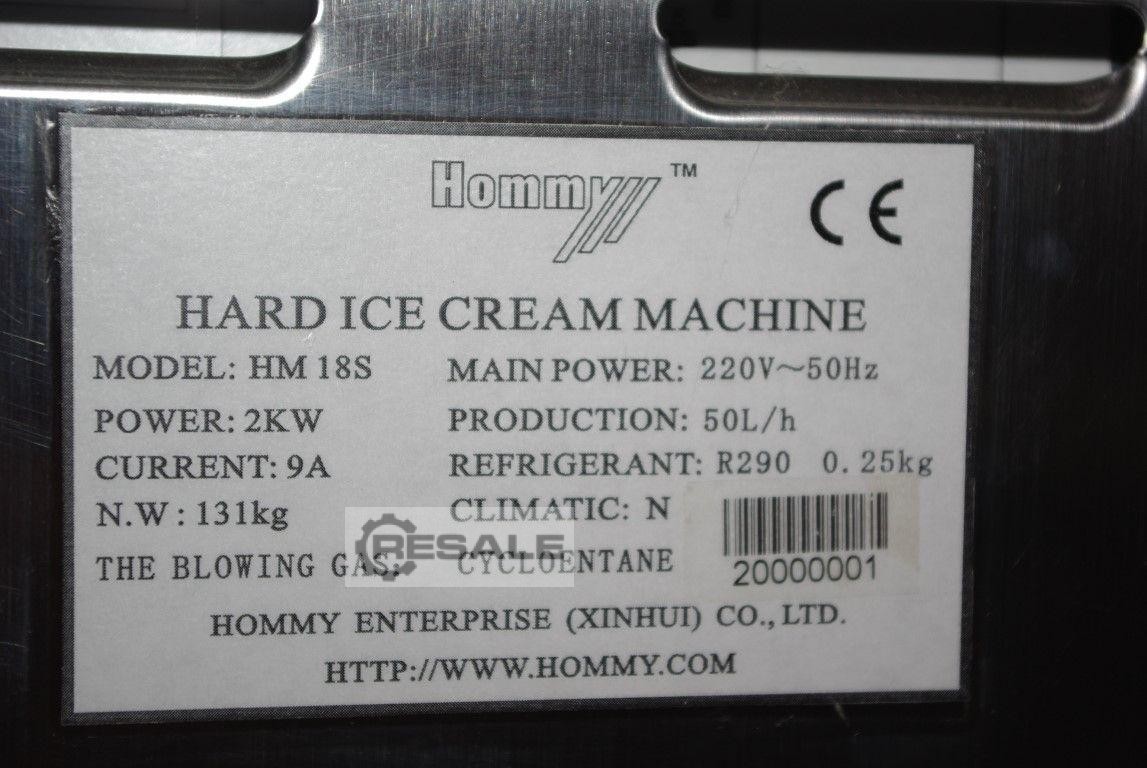 Hommy ™
CE
HARD ICE CREAM MACHINE
MODEL: HM 18S MAIN POWER: 220V~50Hz
POWER: 2KW PRODUCTION: 50L/h
CURRENT: 9A REFRIGERANT: R290 0.25kg
N.W: 131kg CLIMATIC: N
RESALE
THE BLOWING GAS: CYCLOENTANE
20000001
HOMMY ENTERPRISE (XINHUI) CO., LTD.
HTTP://WWW.HOMMY.COM